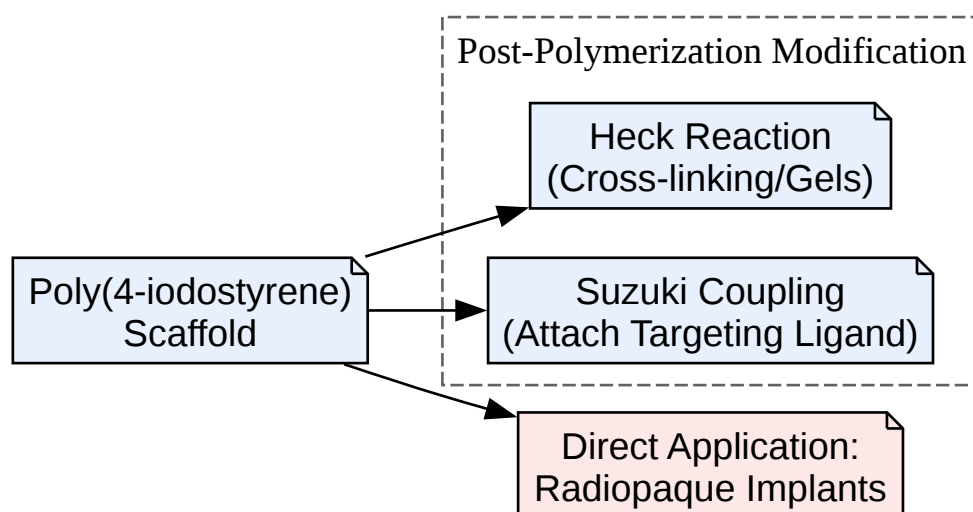 Post-Polymerization Modification
Heck Reaction
(Cross-linking/Gels)
Poly(4-iodostyrene)
Scaffold
Suzuki Coupling
(Attach Targeting Ligand)
Direct Application:
Radiopaque Implants